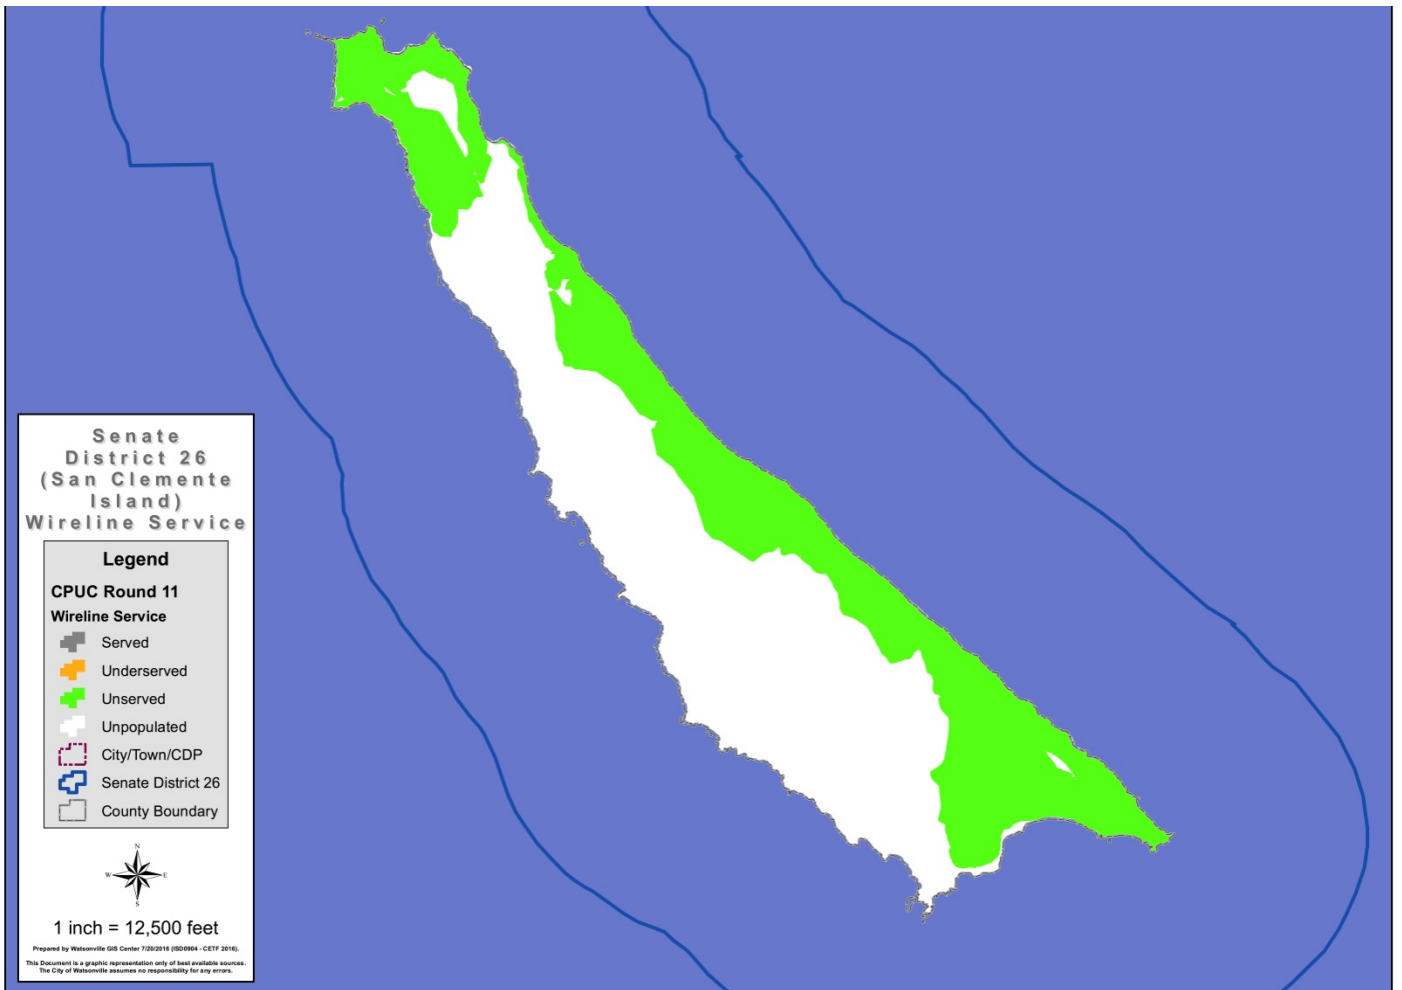 Senate
District 26
(San Clemente
Island)
Wireline Service
Legend
CPUC Round 11
Wireline Service
Served
Underserved
Unserved
Unpopulated
City/Town/CDP
Senate District 26
County Boundary
N
W E
S
1 inch = 12,500 feet
Prepared by Watsonville GIS Center 7/20/2016 (ISD0904 - CETF 2016).
This Document is a graphic representation only of best available sources.
The City of Watsonville assumes no responsibility for any errors.